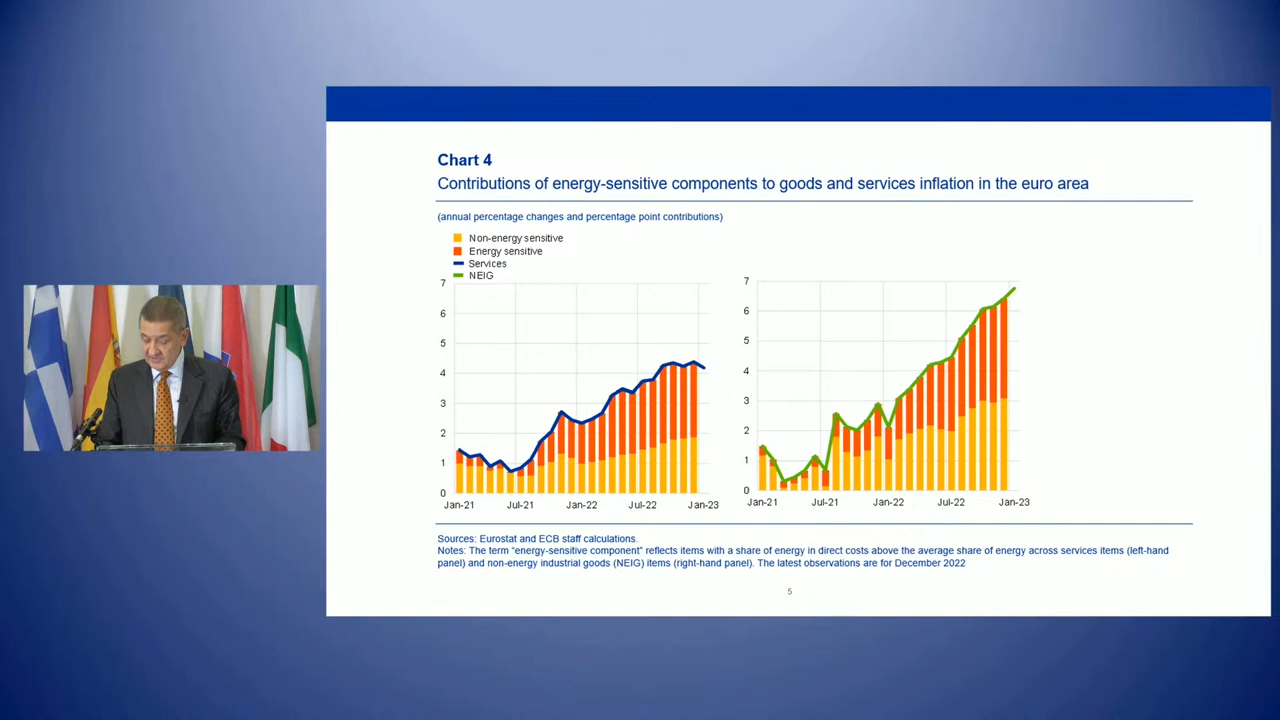 Chart 4
Contributions of energy-sensitive components to goods and services inflation in the euro area
(annual percentage changes and percentage point contributions)
Non-energy sensitive
Energy sensitive
Services
NEIG
7
6
5
4
3
2
1
0
Jan-21 Jul-21 Jan-22 Jul-22 Jan-23
7
6
5
4
3
2
1
0
Jan-21 Jul-21 Jan-22 Jul-22 Jan-23
Sources: Eurostat and ECB staff calculations.
Notes: The term "energy-sensitive component" reflects items with a share of energy in direct costs above the average share of energy across services items (left-hand
panel) and non-energy industrial goods (NEIG) items (right-hand panel). The latest observations are for December 2022
5